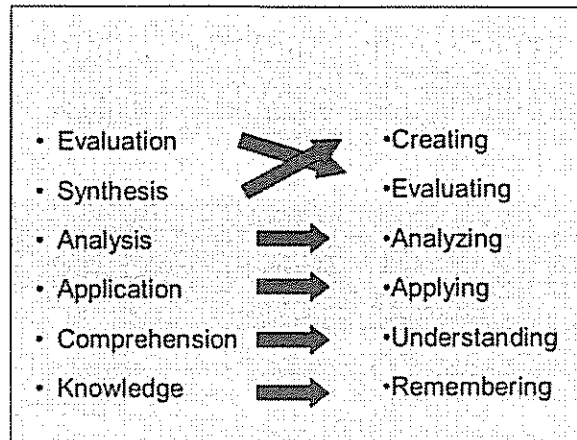 • Evaluation •Creating
• Synthesis •Evaluating
• Analysis •Analyzing
• Application •Applying
• Comprehension •Understanding
• Knowledge •Remembering